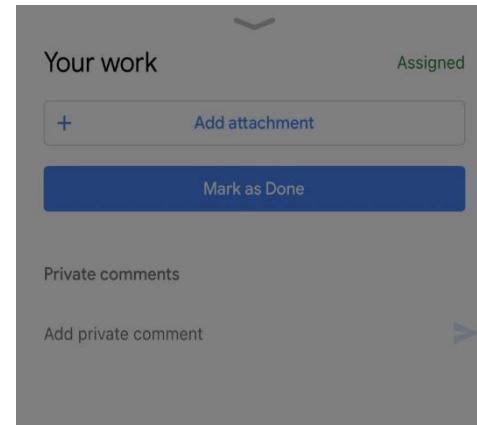 Your work
Assigned
+ Add attachment
Mark as Done
Private comments
Add private comment